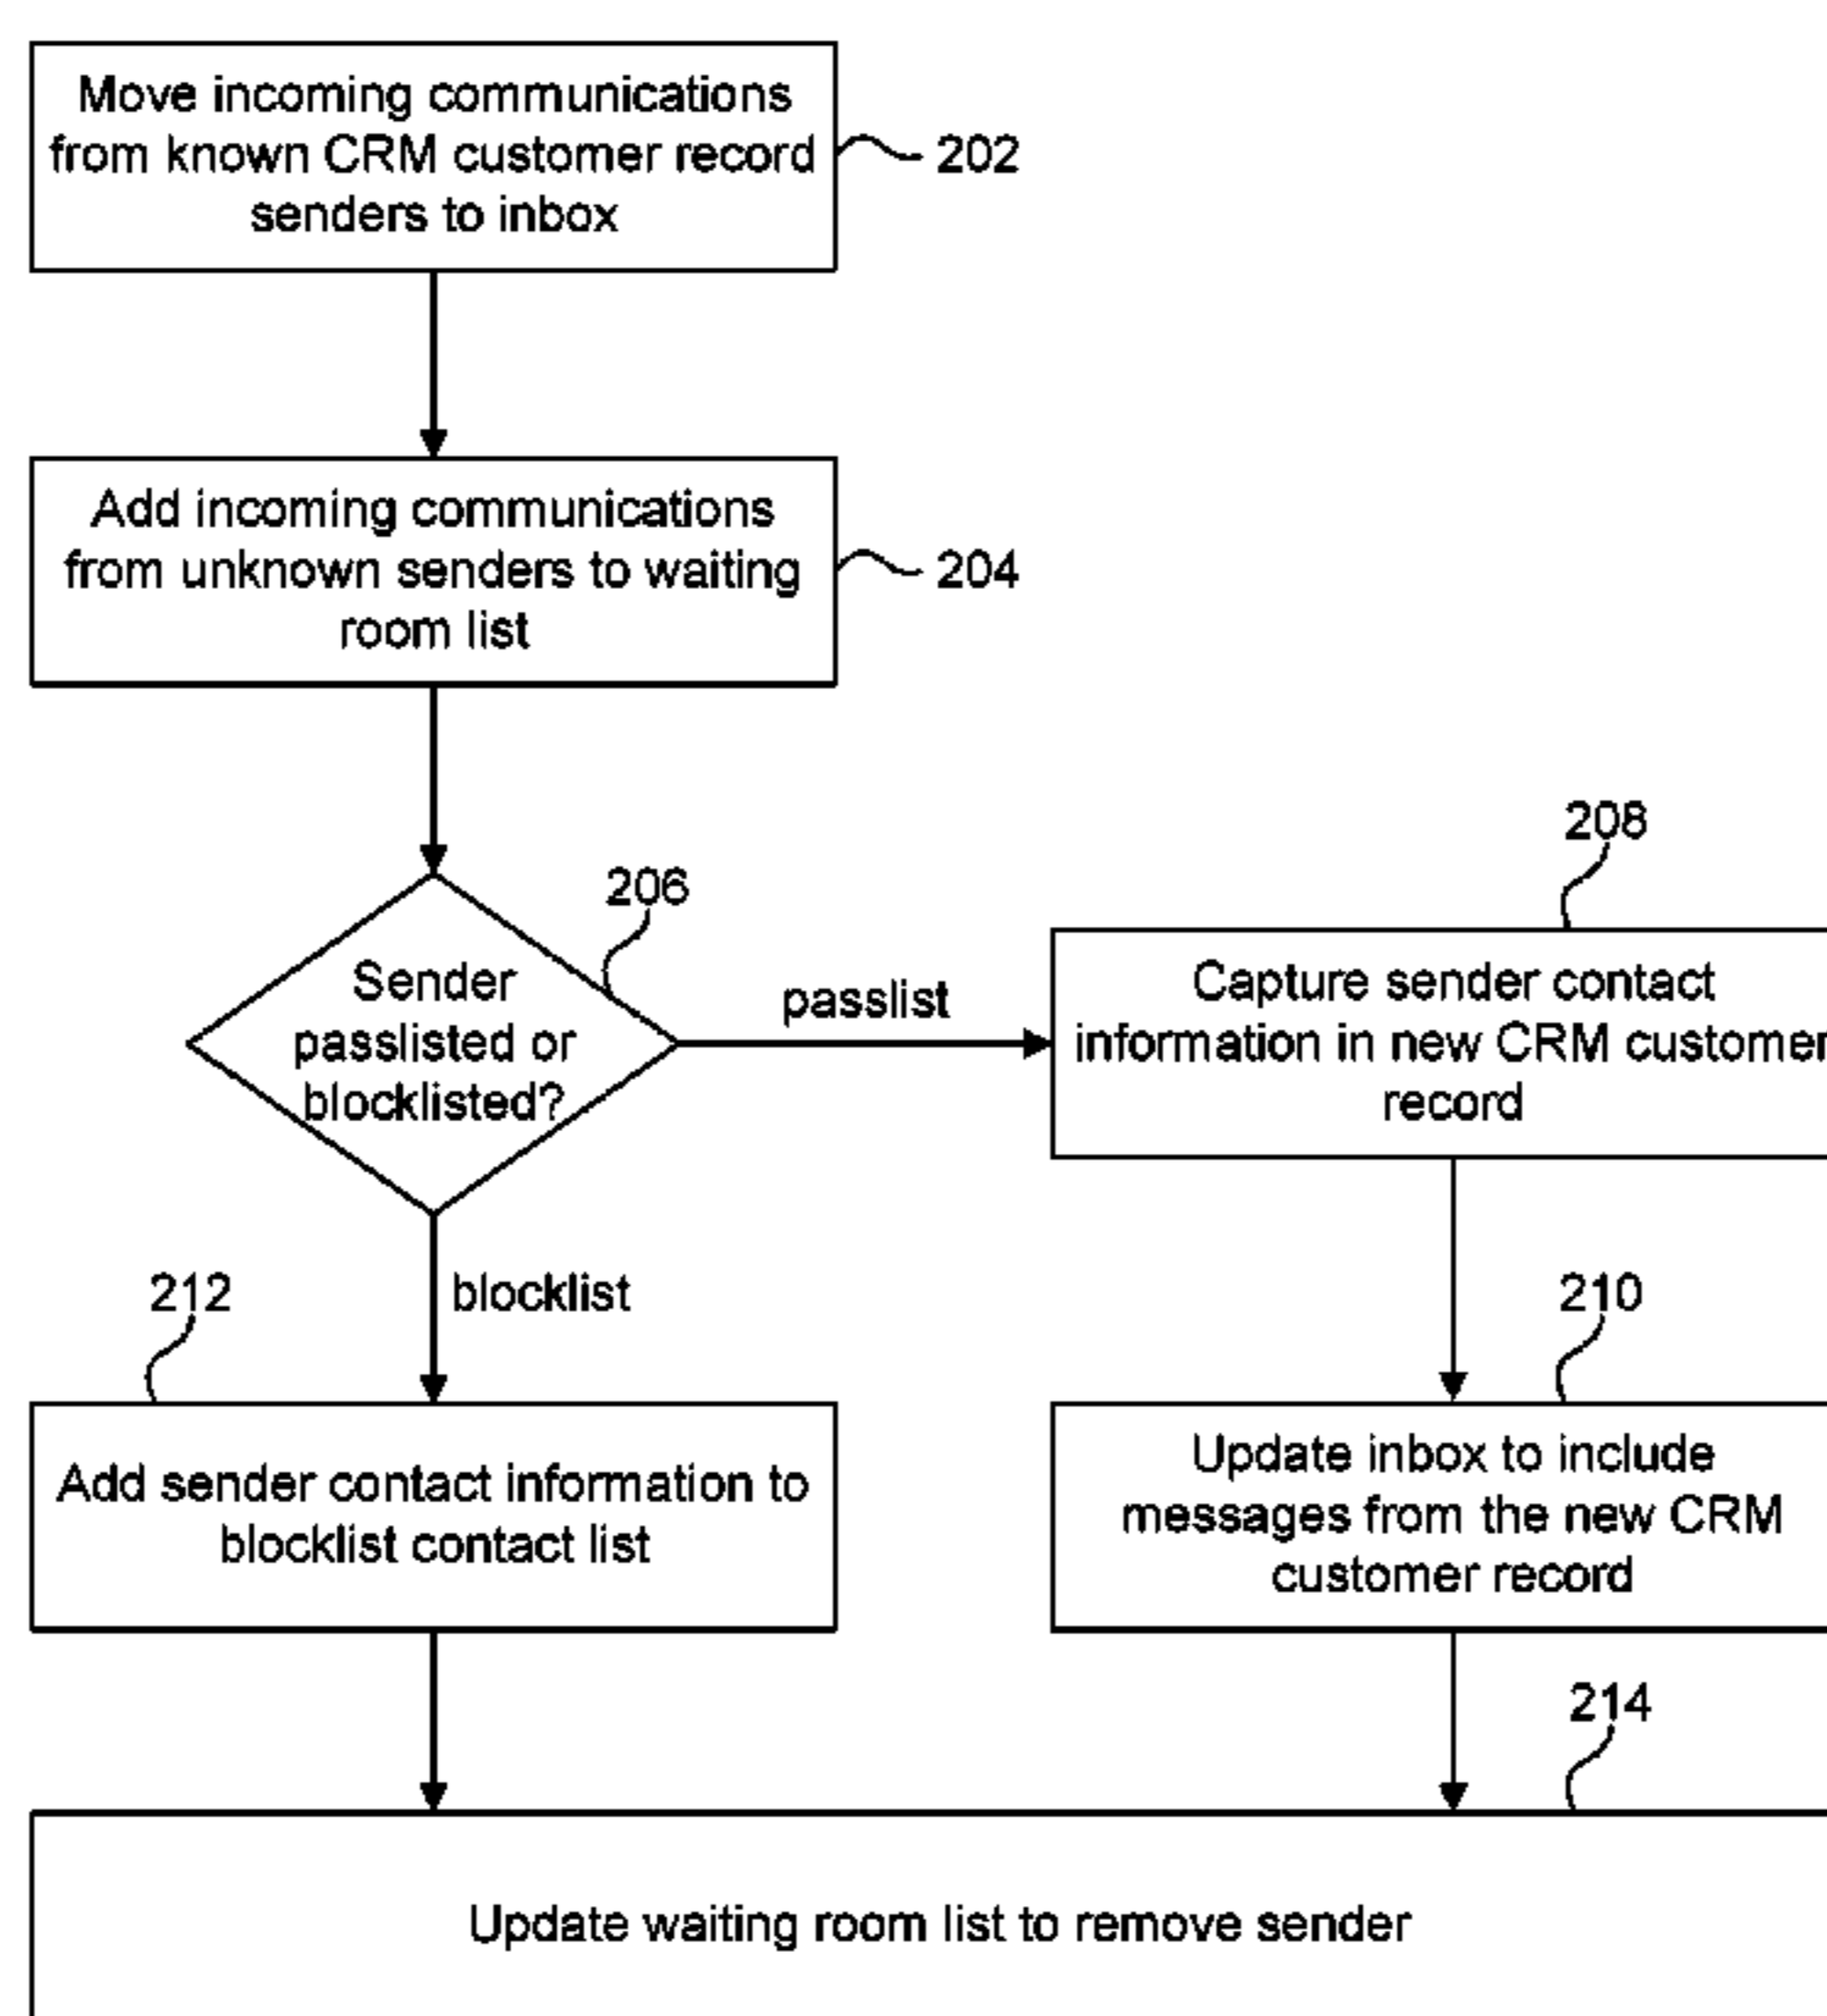 Move incoming communications
from known CRM customer record
senders to inbox
202
Add incoming communications
from unknown senders to waiting
room list
204
206
Sender
passlisted or
blocklisted?
passlist
208
Capture sender contact
information in new CRM customer
record
blocklist
212
Add sender contact information to
blocklist contact list
210
Update inbox to include
messages from the new CRM
customer record
214
Update waiting room list to remove sender